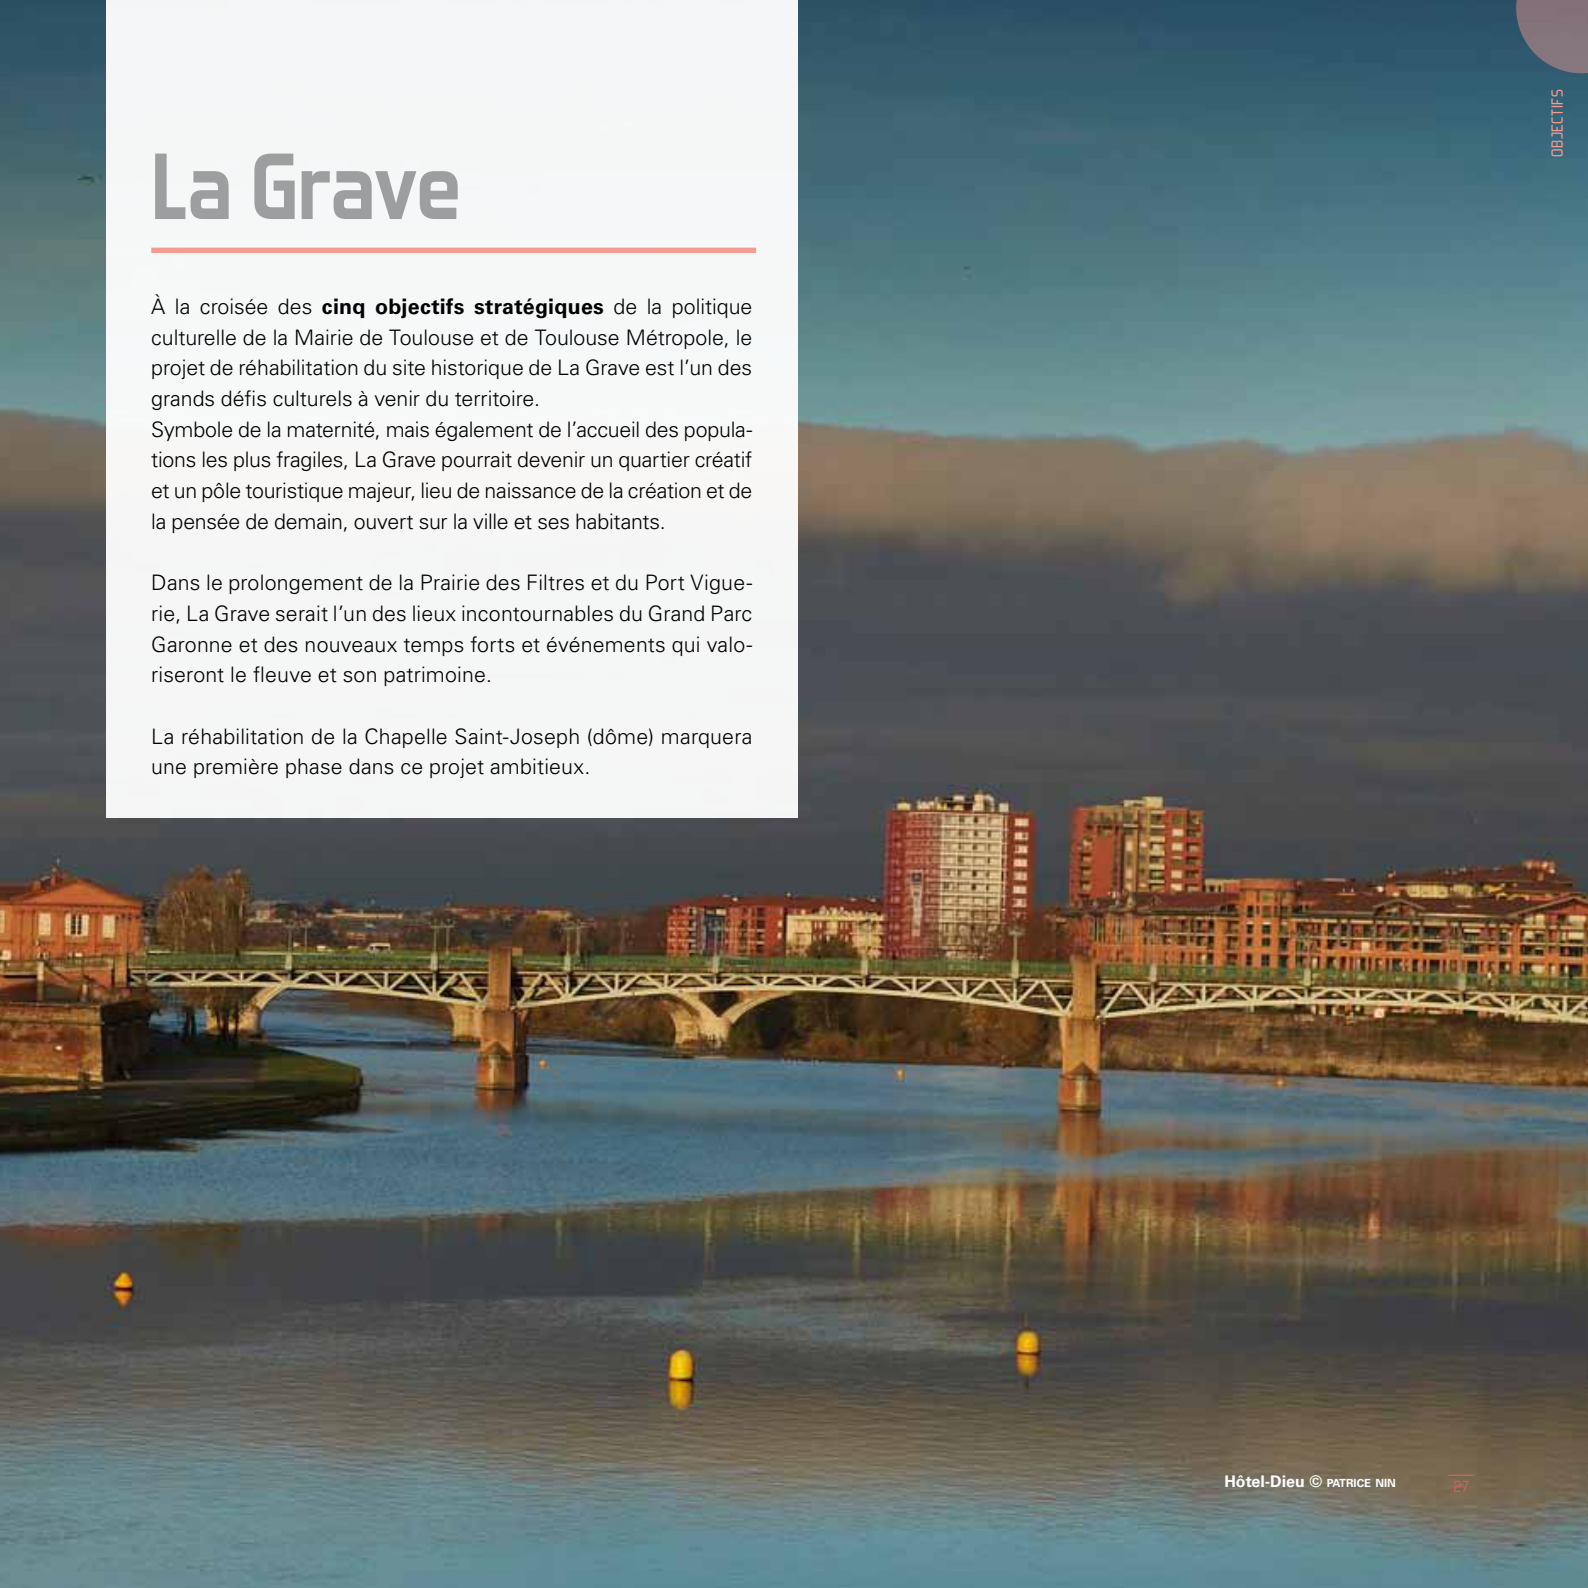 OBJECTIFS
La Grave
À la croisée des cinq objectifs stratégiques de la politique
culturelle de la Mairie de Toulouse et de Toulouse Métropole, le
projet de réhabilitation du site historique de La Grave est l’un des
grands défis culturels à venir du territoire.
Symbole de la maternité, mais également de l’accueil des popula-
tions les plus fragiles, La Grave pourrait devenir un quartier créatif
et un pôle touristique majeur, lieu de naissance de la création et de
la pensée de demain, ouvert sur la ville et ses habitants.
Dans le prolongement de la Prairie des Filtres et du Port Vigue-
rie, La Grave serait l’un des lieux incontournables du Grand Parc
Garonne et des nouveaux temps forts et événements qui valo-
riseront le fleuve et son patrimoine.
La réhabilitation de la Chapelle Saint-Joseph (dôme) marquera
une première phase dans ce projet ambitieux.
Hôtel-Dieu © PATRICE NIN
27